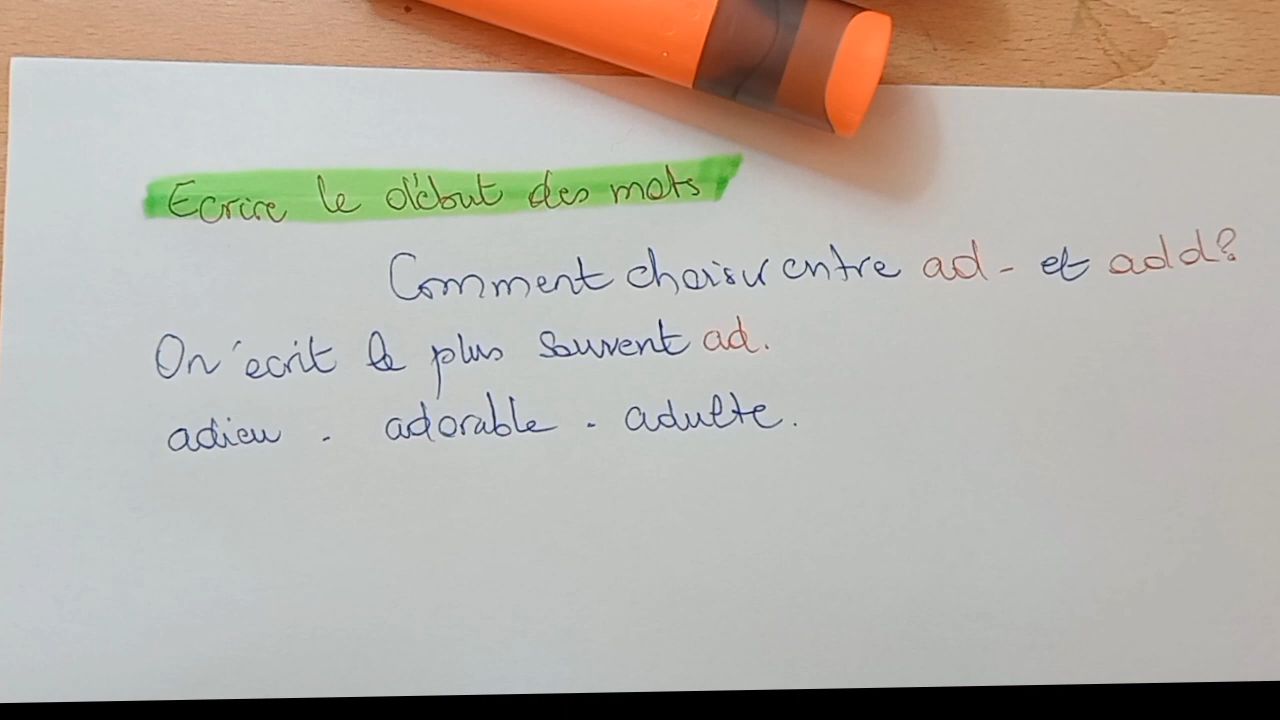 Ecrire le début des mots
Comment choisir entre ad- et add?
On écrit le plus souvent ad.
adieu . adorable . adulte.